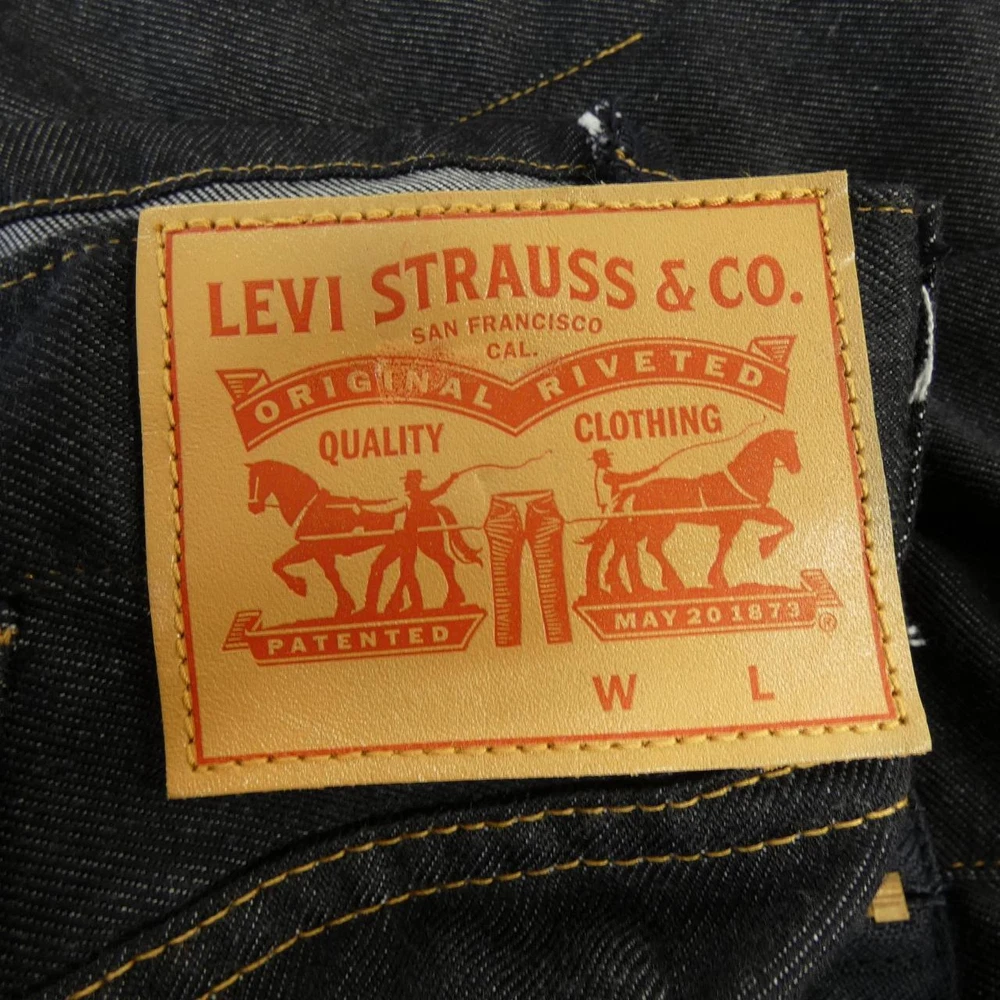 LEVI STRAUSS & CO.
SAN FRANCISCO
CAL.
ORIGINAL RIVETED
QUALITY CLOTHING
PATENTED MAY 20 1873 ®
W L